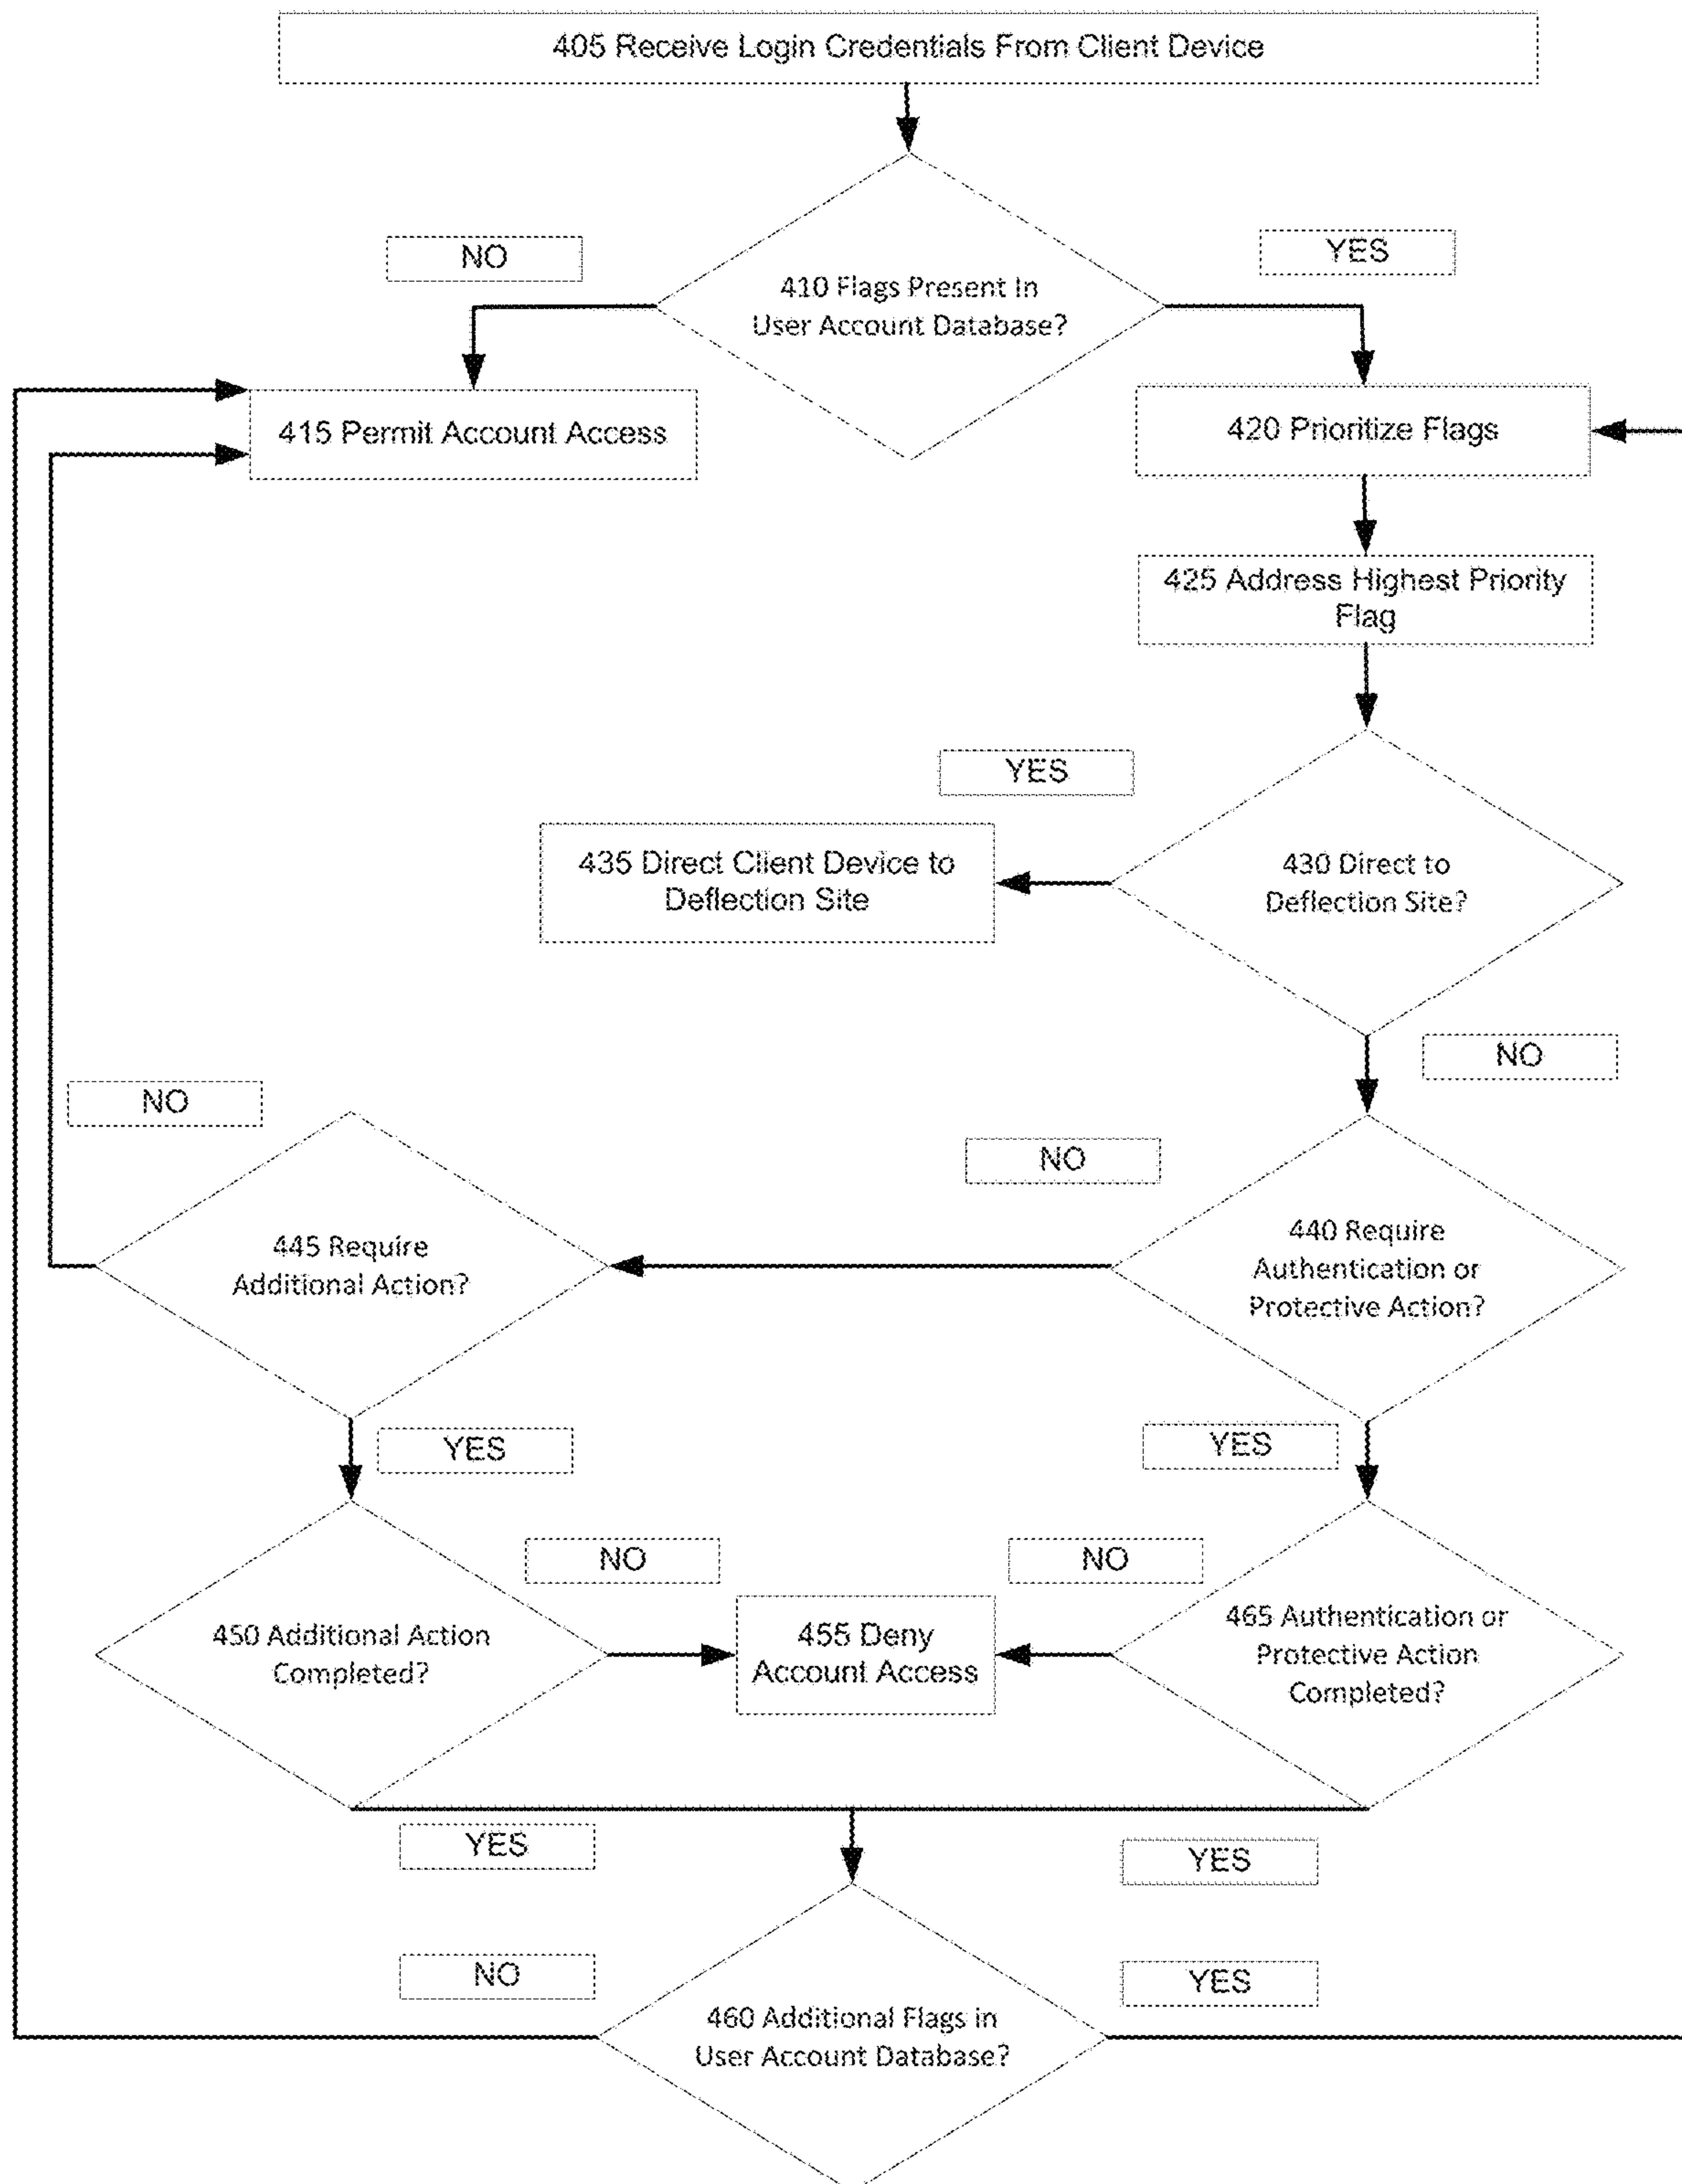 405 Receive Login Credentials From Client Device
NO
YES
410 Flags Present In
User Account Database?
415 Permit Account Access
420 Prioritize Flags
425 Address Highest Priority
Flag
YES
435 Direct Client Device to
Deflection Site
430 Direct to
Deflection Site?
NO
NO
NO
445 Require
Additional Action?
440 Require
Authentication or
Protective Action?
YES
YES
NO
NO
450 Additional Action
Completed?
455 Deny
Account Access
465 Authentication or
Protective Action
Completed?
YES
YES
NO
YES
460 Additional Flags in
User Account Database?